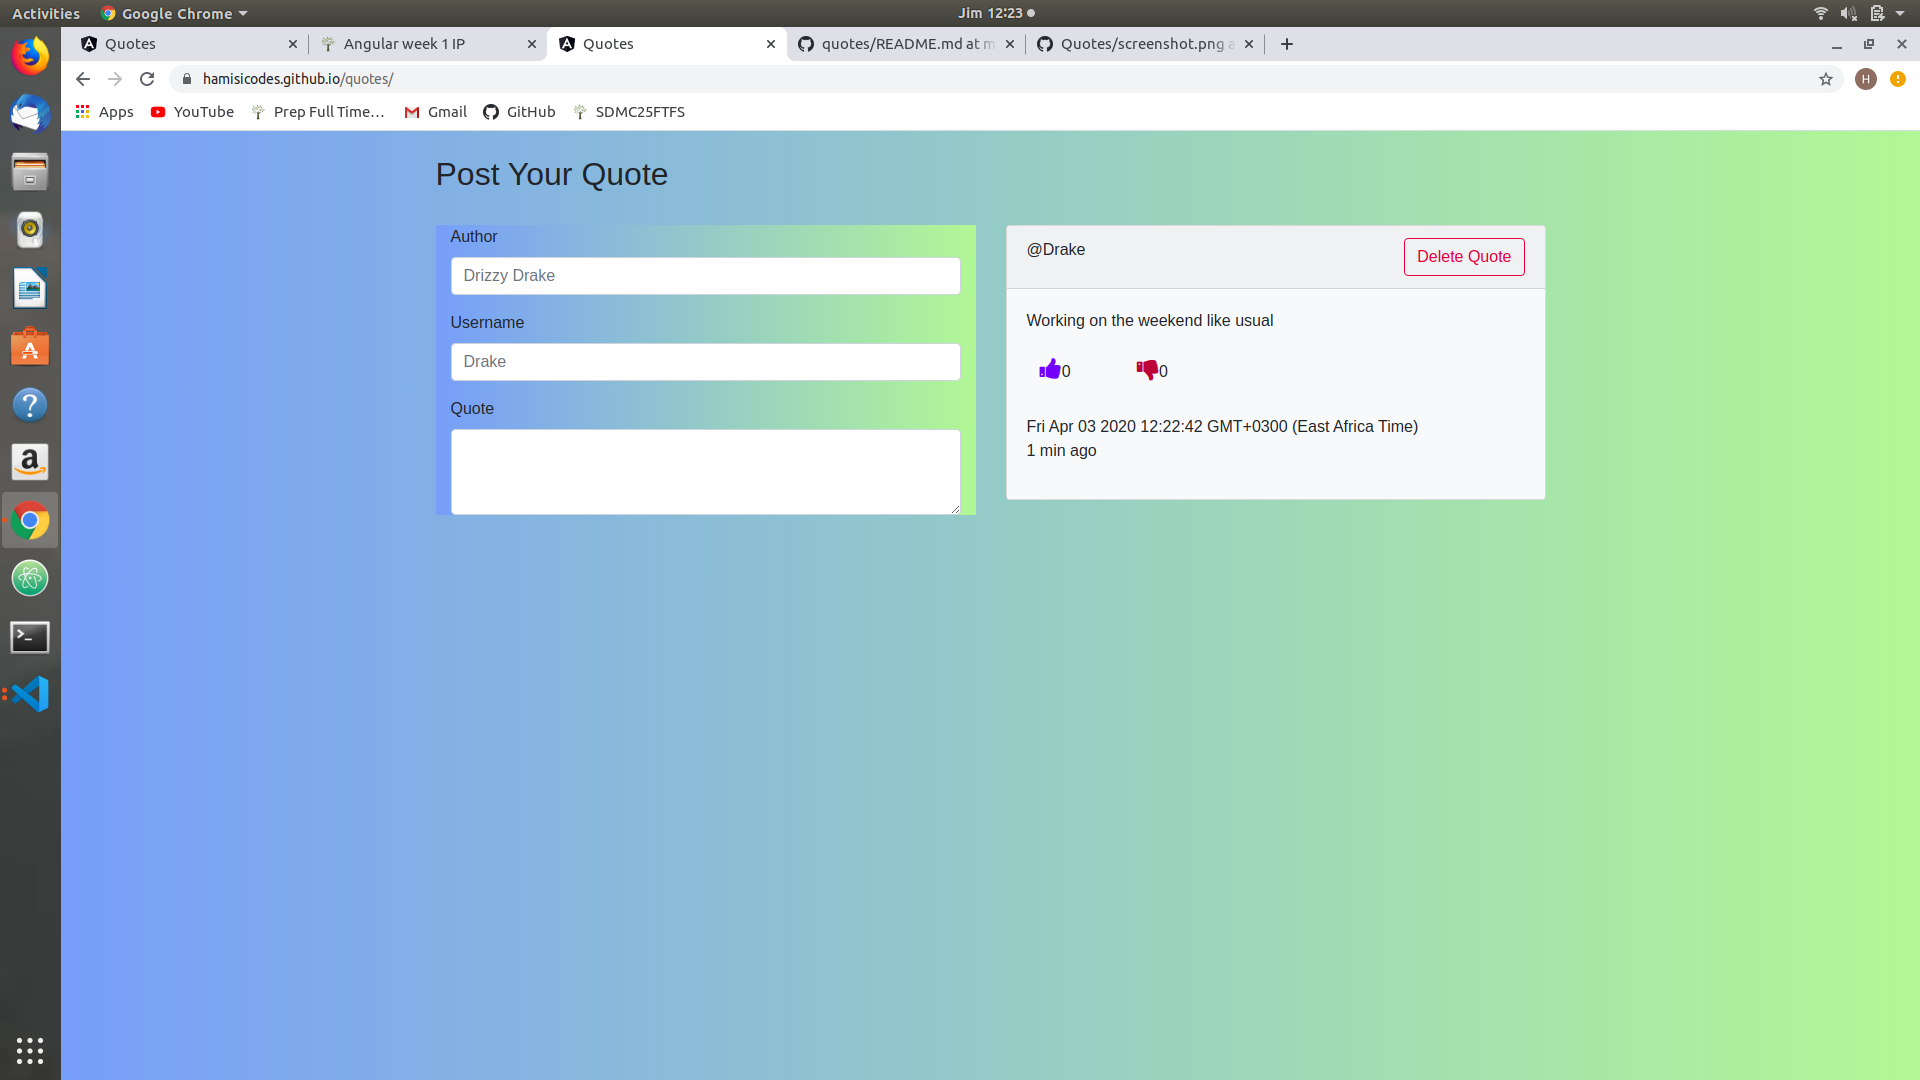 Activities
Google Chrome
Jim 12:23
Quotes
Angular week 1 IP
Quotes
quotes/README.md at m
Quotes/screenshot.png a
hamisicodes.github.io/quotes/
H
Apps
YouTube
Prep Full Time...
Gmail
GitHub
SDMC25FTFS
Post Your Quote
Author
Drizzy Drake
Username
Drake
Quote
@Drake
Delete Quote
Working on the weekend like usual
0
0
Fri Apr 03 2020 12:22:42 GMT+0300 (East Africa Time)
1 min ago